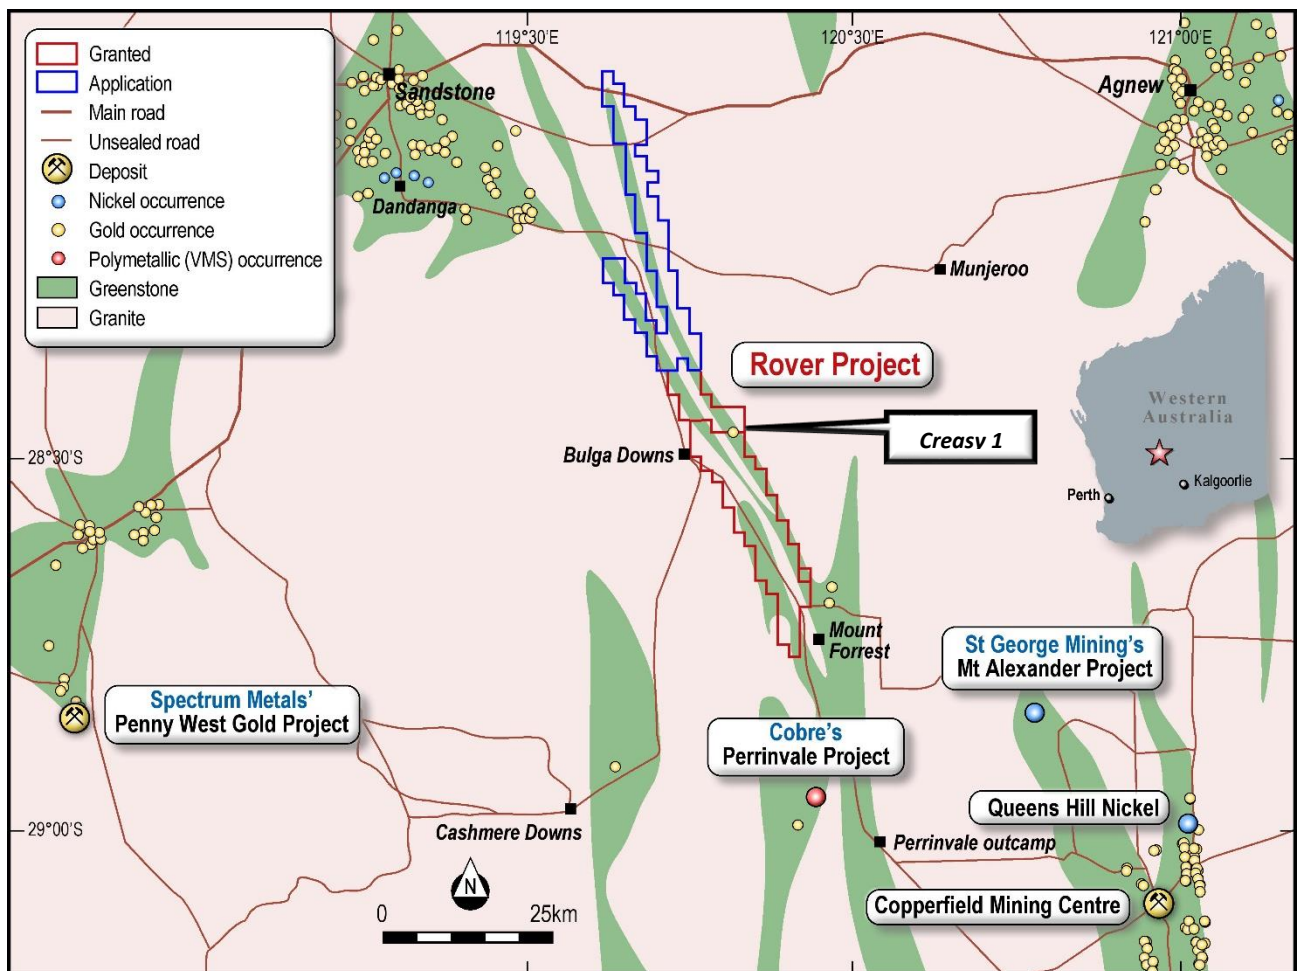 119°30'E
120°30'E
121°00'E
Granted
Application
Main road
Unsealed road
Deposit
Nickel occurrence
Gold occurrence
Polymetallic (VMS) occurrence
Greenstone
Granite
Sandstone
Dandanga
Agnew
Munjeroo
Rover Project
Creasv 1
Western
Australia
Perth
Kalgoorlie
Bulga Downs
28°30'S
Mount
Forrest
St George Mining's
Mt Alexander Project
Spectrum Metals'
Penny West Gold Project
Cobre's
Perrinvale Project
Queens Hill Nickel
29°00'S
Cashmere Downs
Perrinvale outcamp
Copperfield Mining Centre
N
0 25km